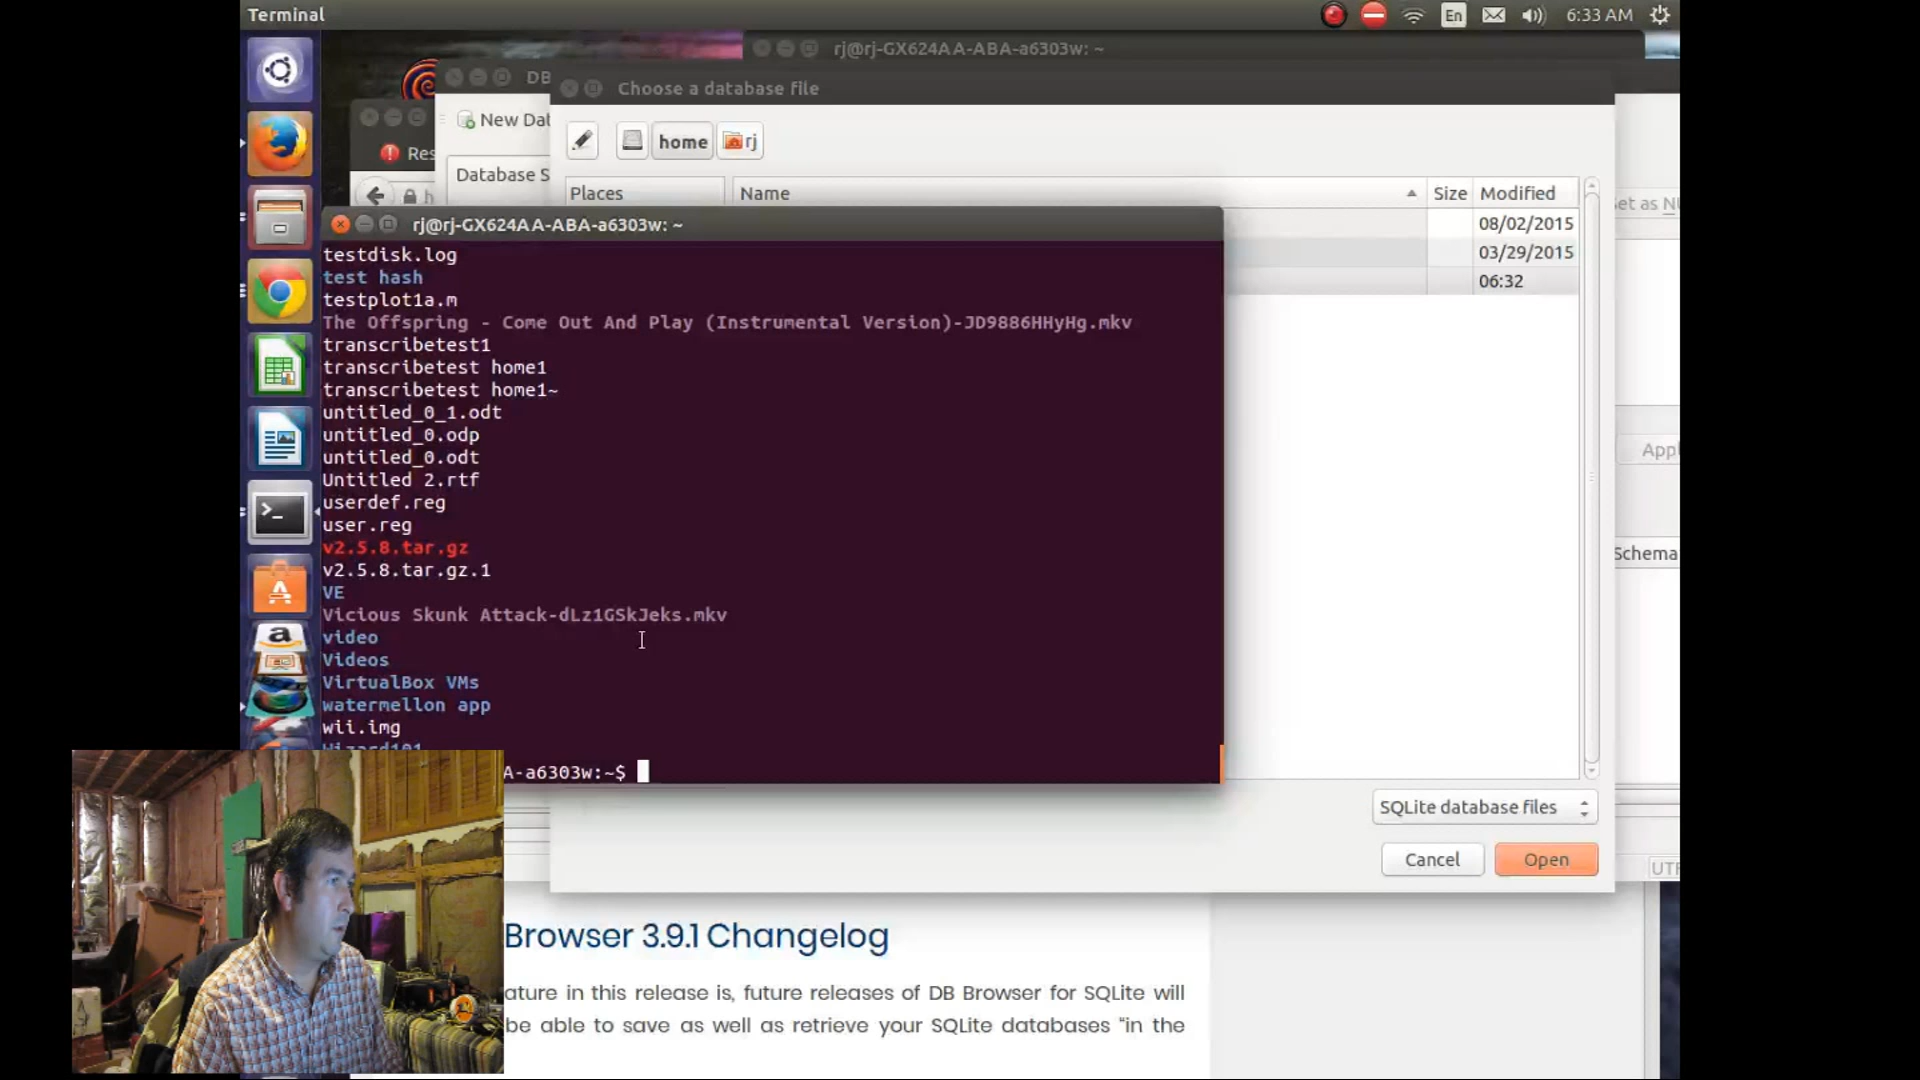 Terminal
En
6:33 AM
rj@rj-GX624AA-ABA-a6303w: ~
DB
Choose a database file
New Dat
home
rj
Res
Database S
Places
Name
Size
Modified
et as NU
rj@rj-GX624AA-ABA-a6303w: ~
08/02/2015
03/29/2015
06:32
testdisk.log
test hash
testplot1a.m
The Offspring - Come Out And Play (Instrumental Version)-JD9886HHyHg.mkv
transcribetest1
transcribetest home1
transcribetest home1~
untitled_0_1.odt
untitled_0.odp
untitled_0.odt
Untitled 2.rtf
userdef.reg
user.reg
v2.5.8.tar.gz
v2.5.8.tar.gz.1
VE
Vicious Skunk Attack-dLz1GSkJeks.mkv
video
Videos
VirtualBox VMs
watermellon app
wii.img
Wizard101
A-a6303w:~$
Appl
Schema
SQLite database files
Cancel
Open
UTF
Browser 3.9.1 Changelog
ature in this release is, future releases of DB Browser for SQLite will
be able to save as well as retrieve your SQLite databases “in the